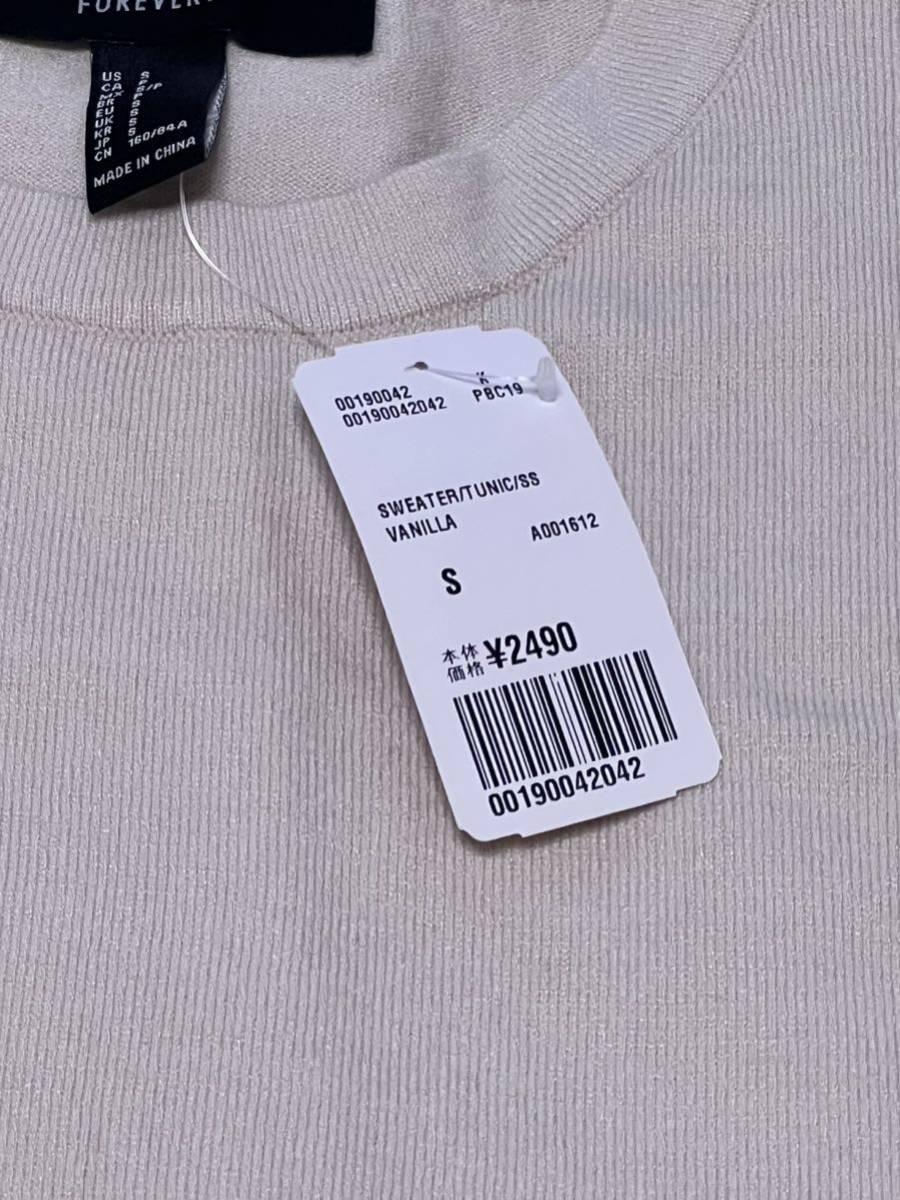 FOREVER
US S
CA P
MX S/P
BR P
EU S
UK S
KR S
JP S
CN 160/84A
MADE IN CHINA
00190042 K
00190042042 PBC19
SWEATER/TUNIC/SS
VANILLA A001612
S
本体
価格 ¥2490
00190042042